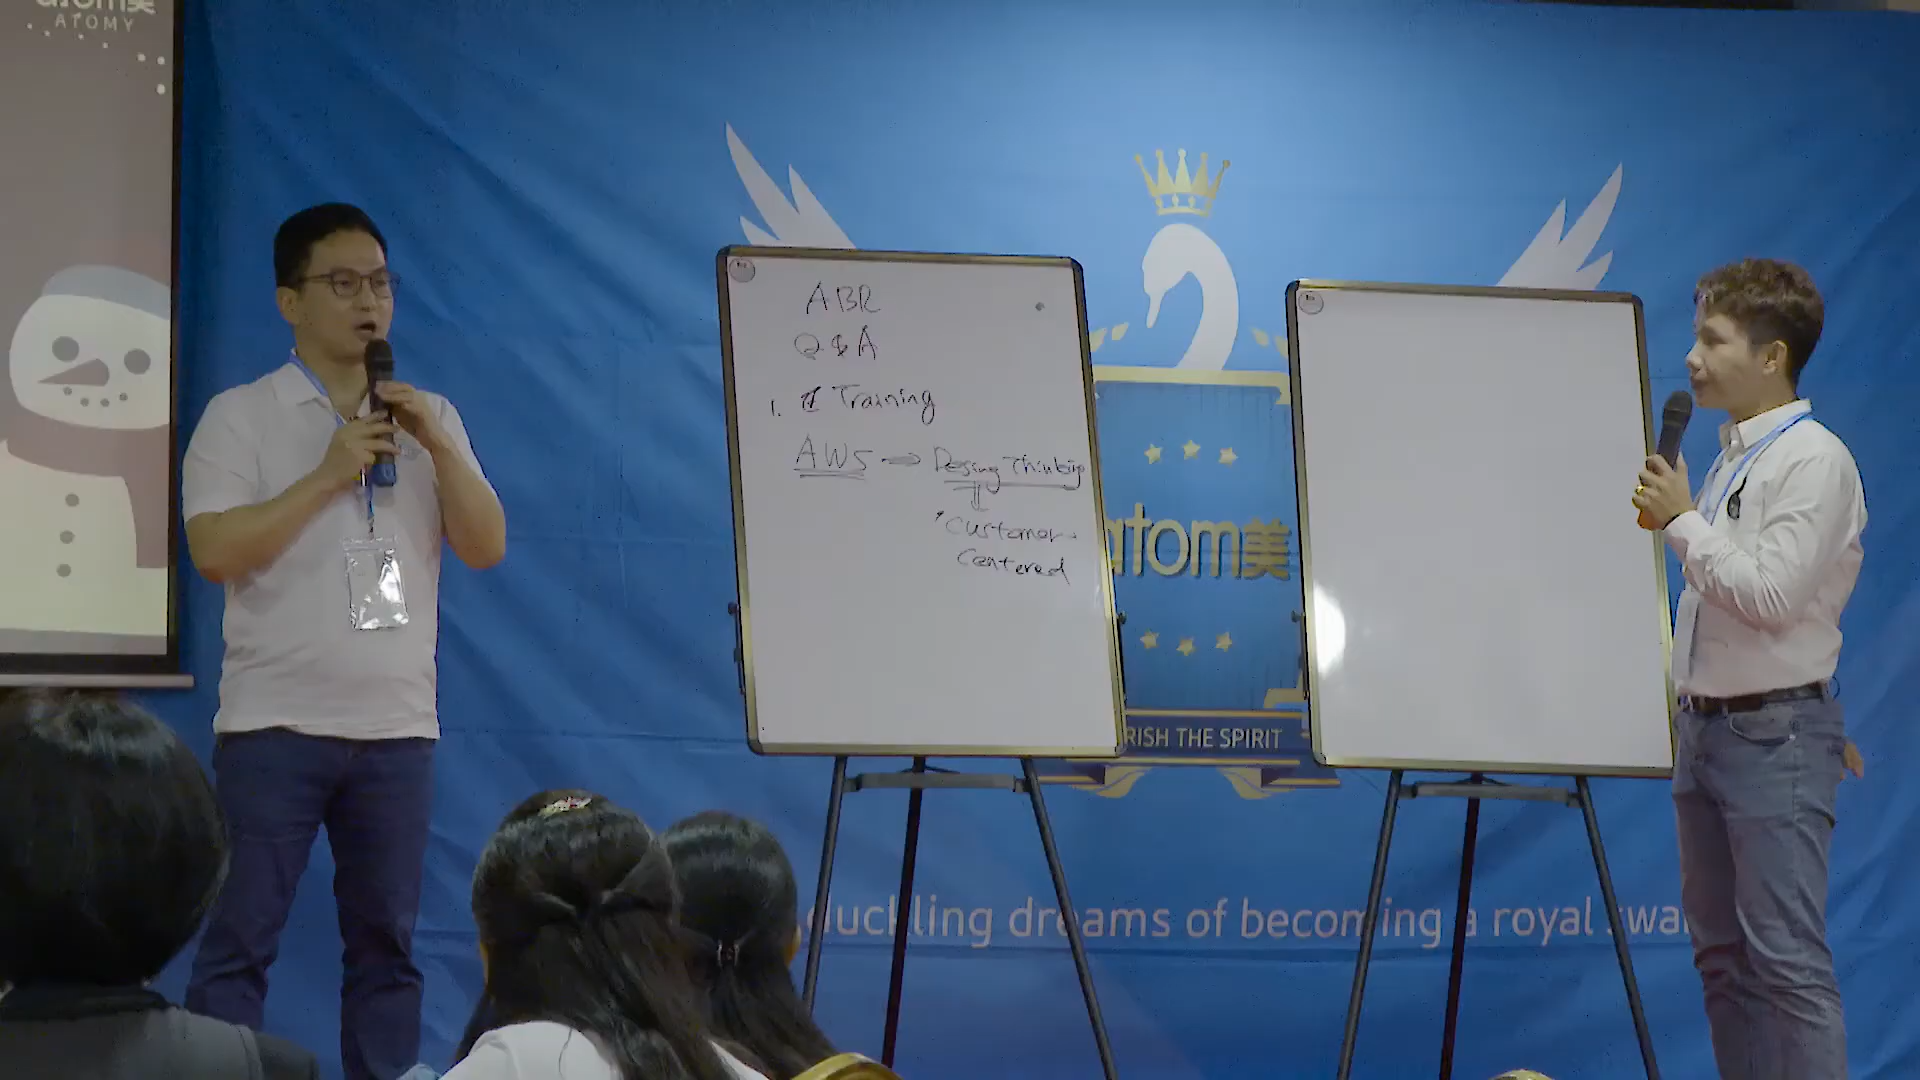 atom美
ATOMY
ABR
Q & A
1. Training
AWS → Desing Thinking
Customer
Centered
atom美
RISH THE SPIRIT
duckling dreams of becoming a royal swa